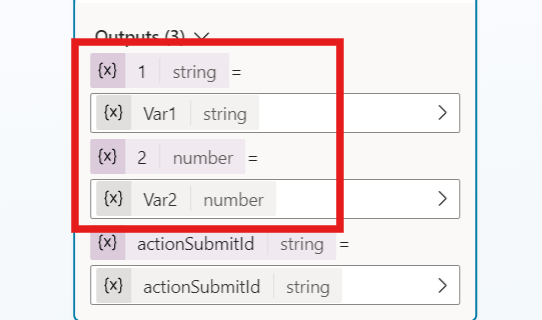 Outputs (3)
{x} 1 string =
{x} Var1 string
{x} 2 number =
{x} Var2 number
{x} actionSubmitId string =
{x} actionSubmitId string